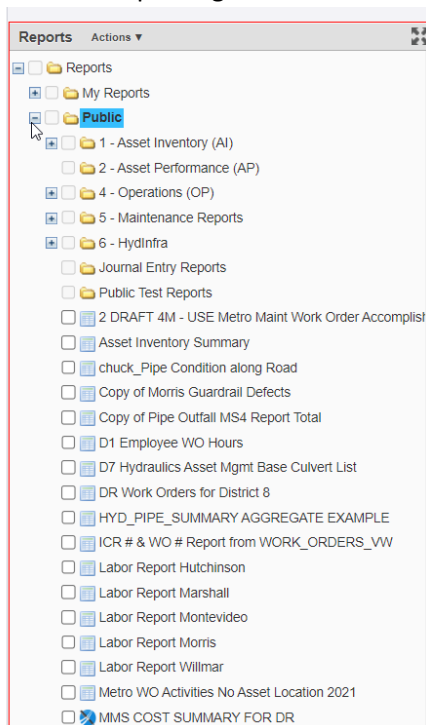 Reports Actions ▼
Reports
My Reports
Public
1 - Asset Inventory (AI)
2 - Asset Performance (AP)
4 - Operations (OP)
5 - Maintenance Reports
6 - HydInfra
Journal Entry Reports
Public Test Reports
2 DRAFT 4M - USE Metro Maint Work Order Accomplish
Asset Inventory Summary
chuck_Pipe Condition along Road
Copy of Morris Guardrail Defects
Copy of Pipe Outfall MS4 Report Total
D1 Employee WO Hours
D7 Hydraulics Asset Mgmt Base Culvert List
DR Work Orders for District 8
HYD_PIPE_SUMMARY AGGREGATE EXAMPLE
ICR # & WO # Report from WORK_ORDERS_VW
Labor Report Hutchinson
Labor Report Marshall
Labor Report Montevideo
Labor Report Morris
Labor Report Willmar
Metro WO Activities No Asset Location 2021
MMS COST SUMMARY FOR DR